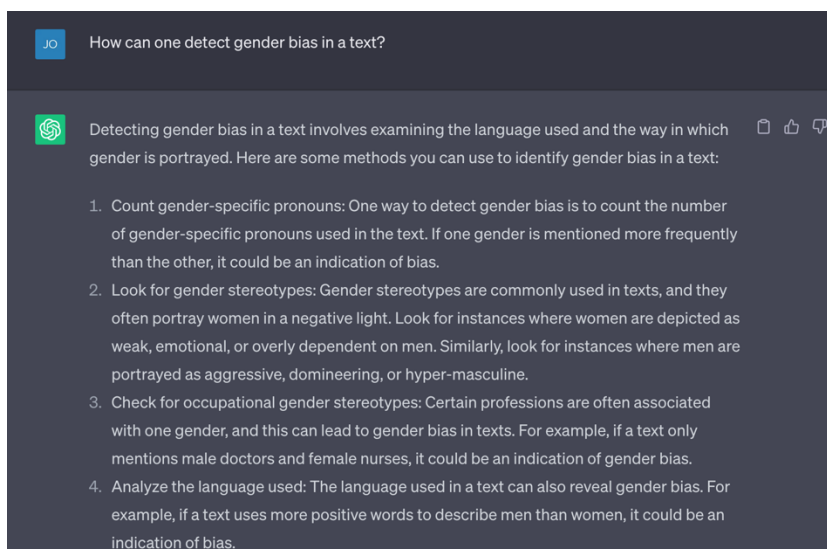 JO How can one detect gender bias in a text?
Detecting gender bias in a text involves examining the language used and the way in which
gender is portrayed. Here are some methods you can use to identify gender bias in a text:
1. Count gender-specific pronouns: One way to detect gender bias is to count the number
of gender-specific pronouns used in the text. If one gender is mentioned more frequently
than the other, it could be an indication of bias.
2. Look for gender stereotypes: Gender stereotypes are commonly used in texts, and they
often portray women in a negative light. Look for instances where women are depicted as
weak, emotional, or overly dependent on men. Similarly, look for instances where men are
portrayed as aggressive, domineering, or hyper-masculine.
3. Check for occupational gender stereotypes: Certain professions are often associated
with one gender, and this can lead to gender bias in texts. For example, if a text only
mentions male doctors and female nurses, it could be an indication of gender bias.
4. Analyze the language used: The language used in a text can also reveal gender bias. For
example, if a text uses more positive words to describe men than women, it could be an
indication of bias.